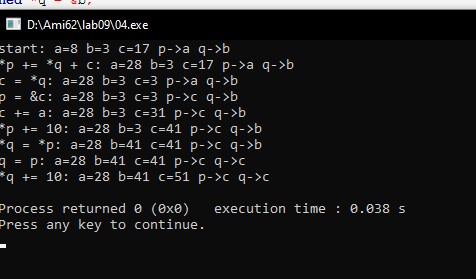 ned *q = &b;
D:\Ami62\lab09\04.exe
start: a=8 b=3 c=17 p->a q->b
*p += *q + c: a=28 b=3 c=17 p->a q->b
c = *q: a=28 b=3 c=3 p->a q->b
p = &c: a=28 b=3 c=3 p->c q->b
c += a: a=28 b=3 c=31 p->c q->b
*p += 10: a=28 b=3 c=41 p->c q->b
*q = *p: a=28 b=41 c=41 p->c q->b
q = p: a=28 b=41 c=41 p->c q->c
*q += 10: a=28 b=41 c=51 p->c q->c
Process returned 0 (0x0)   execution time : 0.038 s
Press any key to continue.